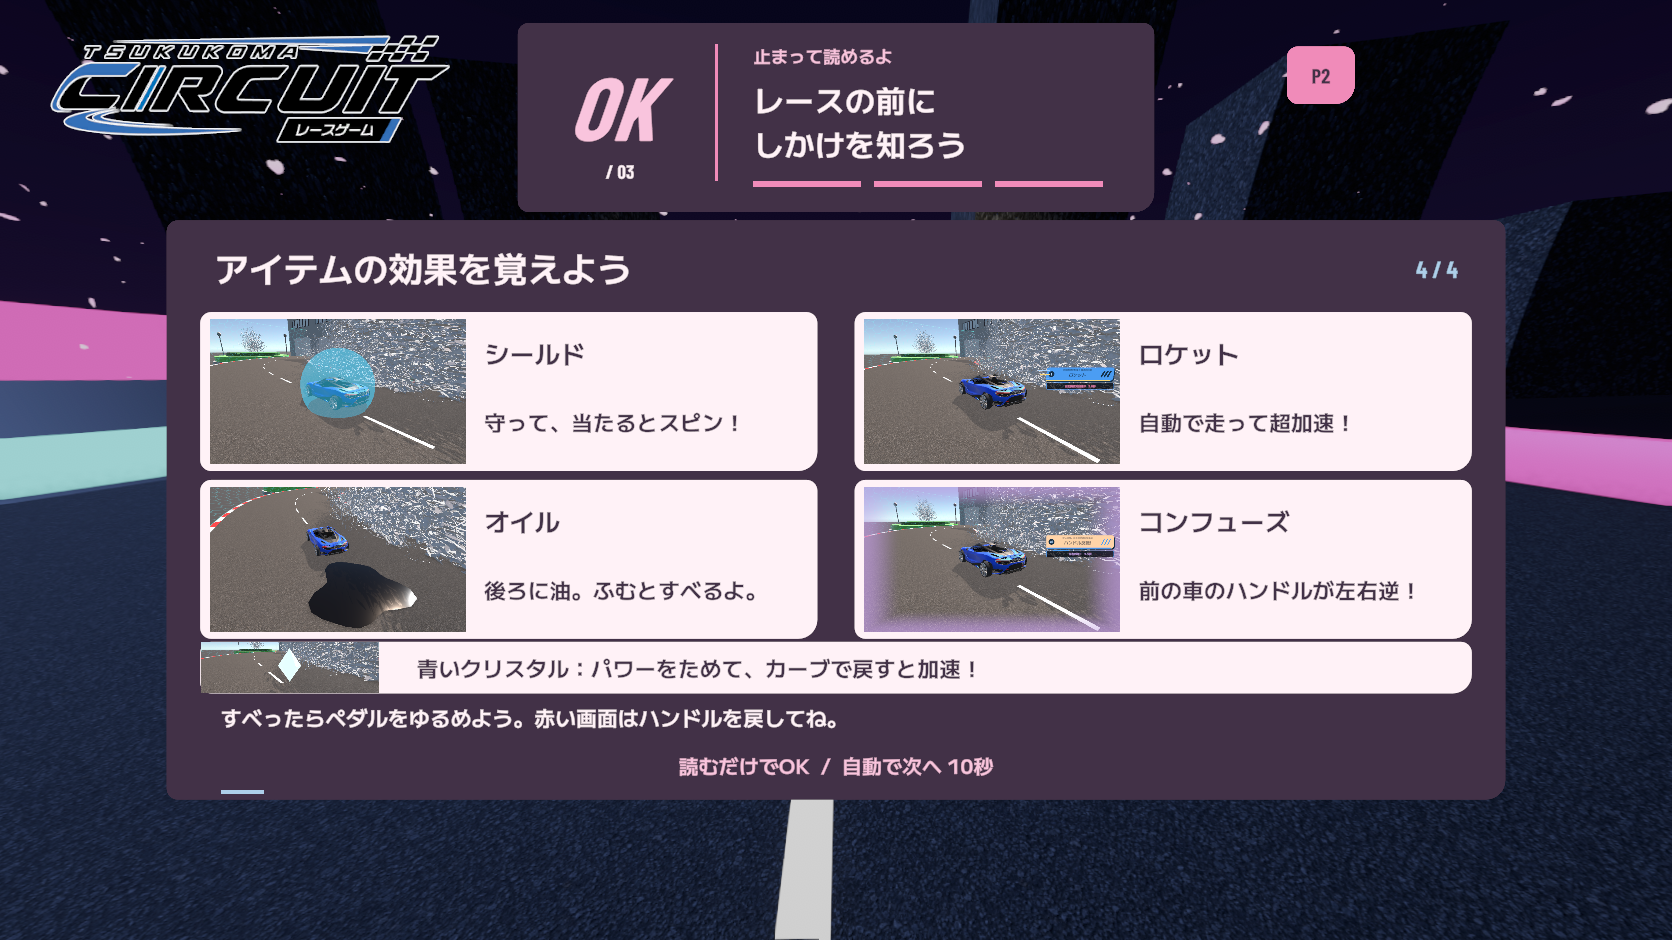 TSUKUKOMA
CIRCUIT
レースゲーム
OK
/ 03
止まって読めるよ
レースの前に
しかけを知ろう
P2
アイテムの効果を覚えよう
4 / 4
シールド
守って、当たるとスピン！
ロケット
自動で走って超加速！
オイル
後ろに油。ふむとすべるよ。
コンフューズ
前の車のハンドルが左右逆！
青いクリスタル：パワーをためて、カーブで戻すと加速！
すべったらペダルをゆるめよう。赤い画面はハンドルを戻してね。
読むだけでOK / 自動で次へ 10秒